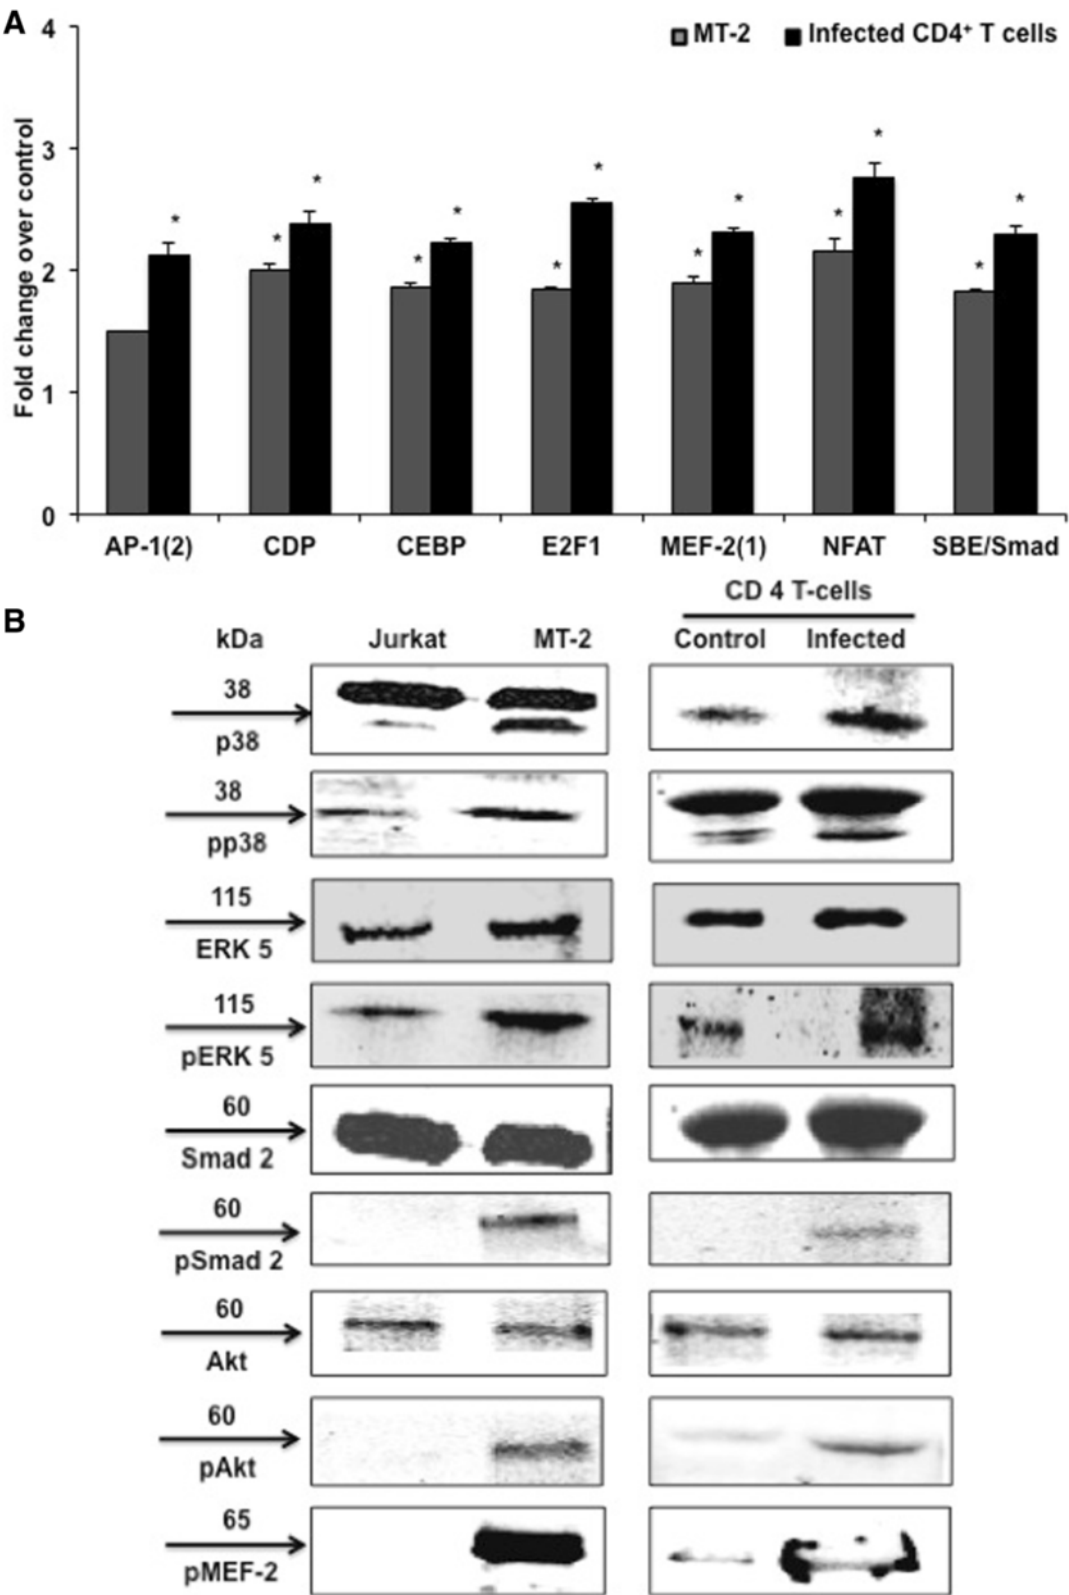 A
4
3
2
1
0
Fold change over control
MT-2
Infected CD4⁺ T cells
*
*
*
*
*
*
*
*
*
*
*
*
*
AP-1(2) CDP CEBP E2F1 MEF-2(1) NFAT SBE/Smad
B
CD 4 T-cells
kDa Jurkat MT-2 Control Infected
38
p38
38
pp38
115
ERK 5
115
pERK 5
60
Smad 2
60
pSmad 2
60
Akt
60
pAkt
65
pMEF-2